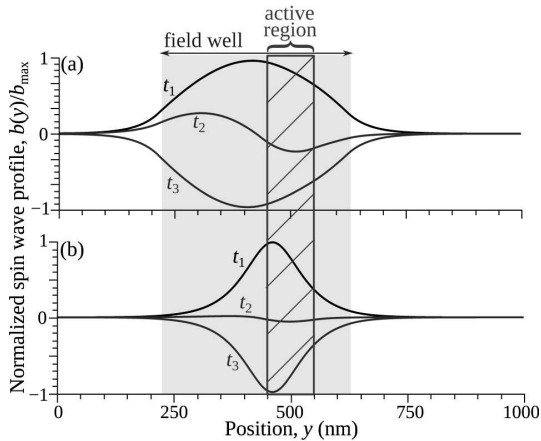 active
region
field well
(a)
1
t1
t2
0
t3
−1
(b)
1
t1
t2
0
t3
−1
0
250
500
750
1000
Position, y (nm)
Normalized spin wave profile, b(y)/bmax